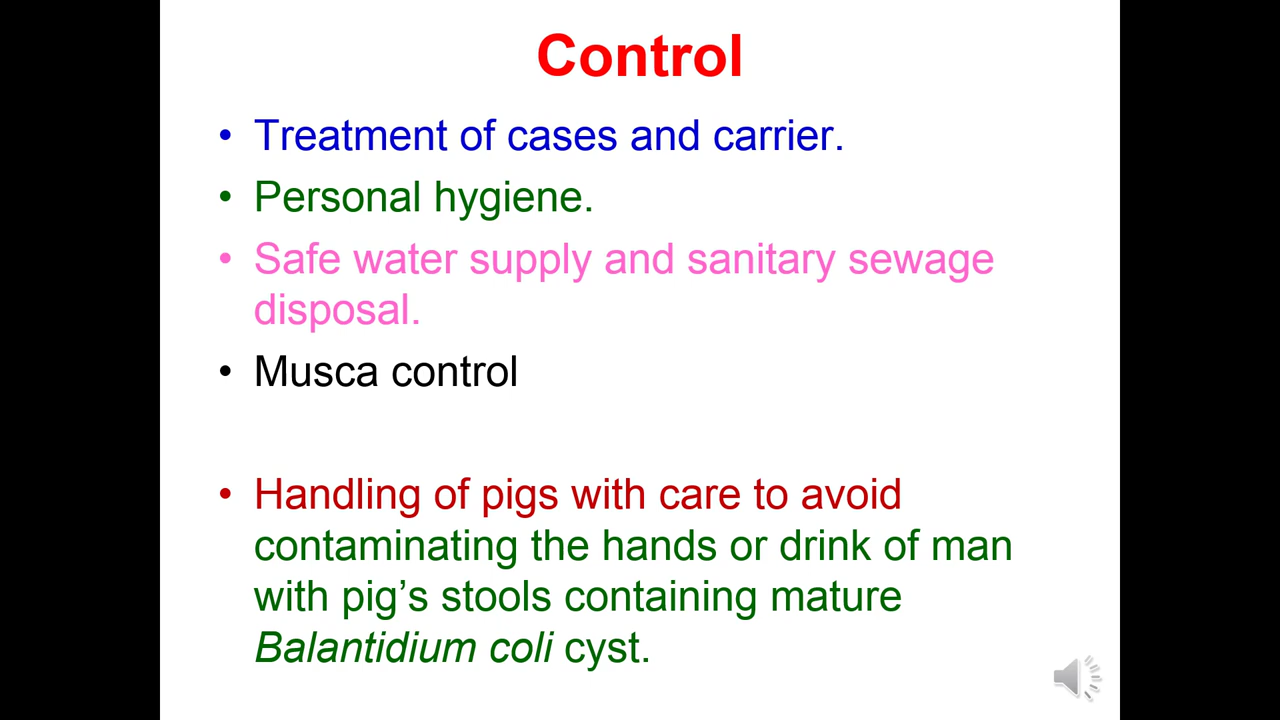 Control
• Treatment of cases and carrier.
• Personal hygiene.
• Safe water supply and sanitary sewage
disposal.
• Musca control
• Handling of pigs with care to avoid
contaminating the hands or drink of man
with pig’s stools containing mature
Balantidium coli cyst.